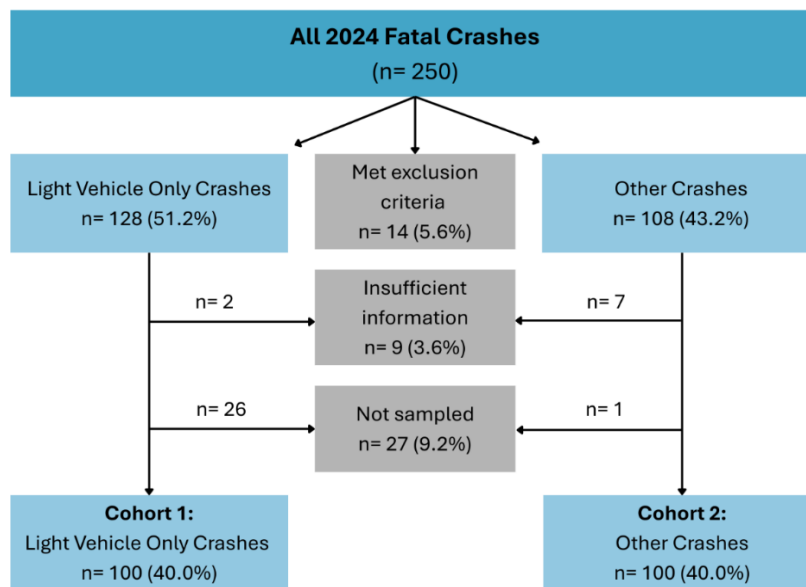 All 2024 Fatal Crashes
(n= 250)
Light Vehicle Only Crashes
n= 128 (51.2%)
Met exclusion
criteria
n= 14 (5.6%)
Other Crashes
n= 108 (43.2%)
n= 2
Insufficient
information
n= 9 (3.6%)
n= 7
n= 26
Not sampled
n= 27 (9.2%)
n= 1
Cohort 1:
Light Vehicle Only Crashes
n= 100 (40.0%)
Cohort 2:
Other Crashes
n= 100 (40.0%)